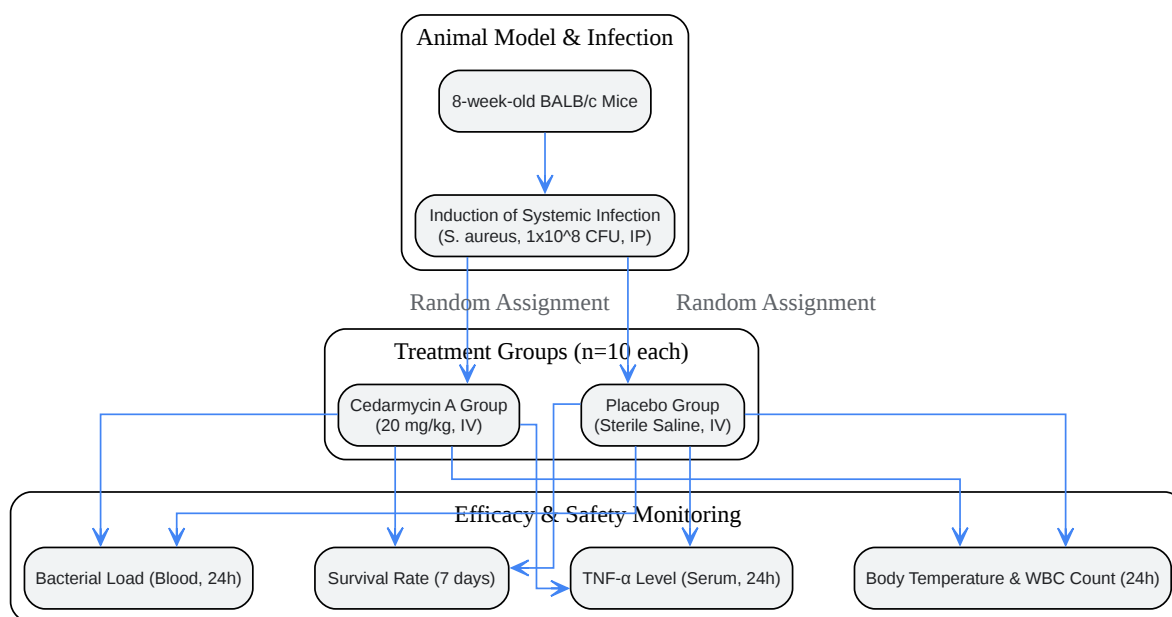 Animal Model & Infection
8-week-old BALB/c Mice
Induction of Systemic Infection
(S. aureus, 1x10^8 CFU, IP)
Random Assignment
Random Assignment
Treatment Groups (n=10 each)
Cedarmycin A Group
(20 mg/kg, IV)
Placebo Group
(Sterile Saline, IV)
Efficacy & Safety Monitoring
Bacterial Load (Blood, 24h)
Survival Rate (7 days)
TNF-α Level (Serum, 24h)
Body Temperature & WBC Count (24h)